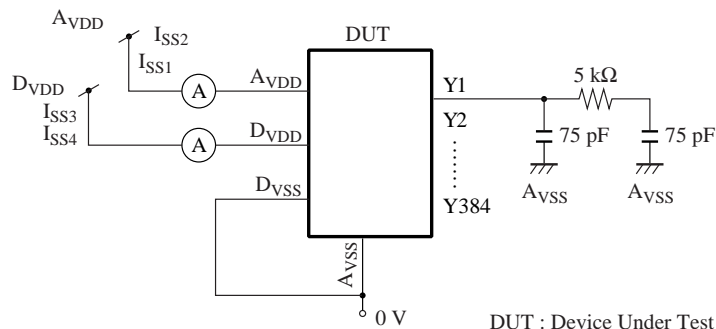 DUT
AVDD
ISS2
ISS1
A
AVDD
DVDD
ISS3
ISS4
A
DVDD
DVSS
AVSS
0 V
Y1
Y2
Y384
5 kΩ
75 pF
75 pF
AVSS
AVSS
DUT : Device Under Test